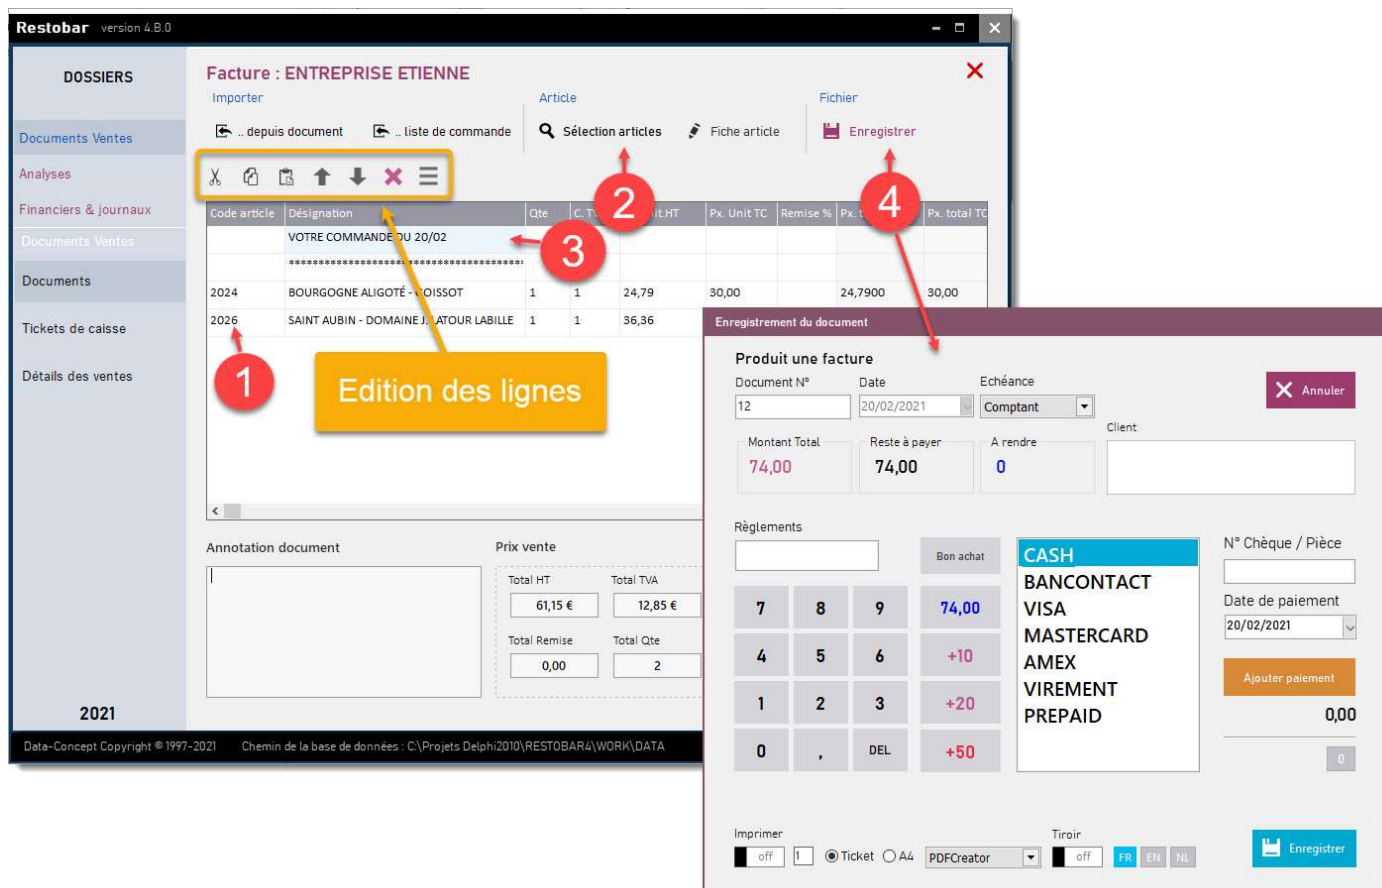 Restobar version 4.B.0
DOSSIERS
Documents Ventes
Analyses
Financiers & journaux
Documents Ventes
Documents
Tickets de caisse
Détails des ventes
2021
Facture : ENTREPRISE ETIENNE
Importer
Article
Fichier
.. depuis document
.. liste de commande
Sélection articles
Fiche article
Enregistrer
2
4
Code article Désignation Qte Px. Unit TC Remise % Px. total TC
VOTRE COMMANDE DU 20/02
3
2024 BOURGOGNE ALIGOTÉ - GOISSOT 1 1 24,79 30,00 24,7900 30,00
2026 SAINT AUBIN - DOMAINE LATOUR LABILLE 1 1 36,36
1
Edition des lignes
Annotation document
Prix vente
Total HT Total TVA
61,15 € 12,85 €
Total Remise Total Qte
0,00 2
Data-Concept Copyright © 1997-2021 Chemin de la base de données : C:\Projets Delphi2010\RESTOBAR4\WORK\DATA
Enregistrement du document
Produit une facture
Document N° Date Echéance
12 20/02/2021 Comptant
Annuler
Client
Montant Total Reste à payer A rendre
74,00 74,00 0
Règlements
Bon achat
7 8 9 74,00
4 5 6 +10
1 2 3 +20
0 , DEL +50
CASH
BANCONTACT
VISA
MASTERCARD
AMEX
VIREMENT
PREPAID
N° Chèque / Pièce
Date de paiement
20/02/2021
Ajouter paiement
0,00
0
Imprimer
off 1 Ticket A4 PDFCreator
Tiroir
off FR EN NL
Enregistrer